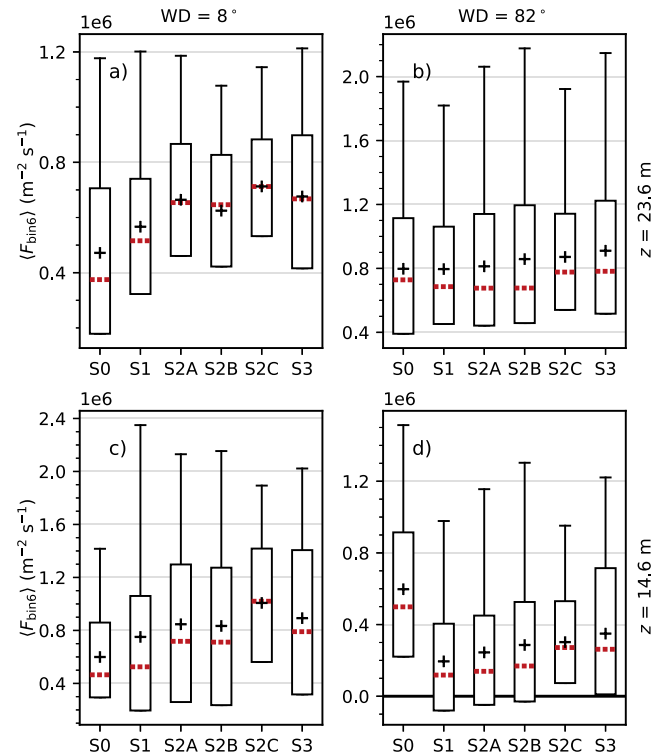 WD = 8° WD = 82°
1e6 1e6
a) b)
1.2
0.8
0.4
⟨F_bin6⟩ (m⁻² s⁻¹)
2.0
1.6
1.2
0.8
0.4
z = 23.6 m
S0 S1 S2A S2B S2C S3 S0 S1 S2A S2B S2C S3
1e6 1e6
c) d)
2.4
2.0
1.6
1.2
0.8
0.4
⟨F_bin6⟩ (m⁻² s⁻¹)
1.2
0.8
0.4
0.0
z = 14.6 m
S0 S1 S2A S2B S2C S3 S0 S1 S2A S2B S2C S3